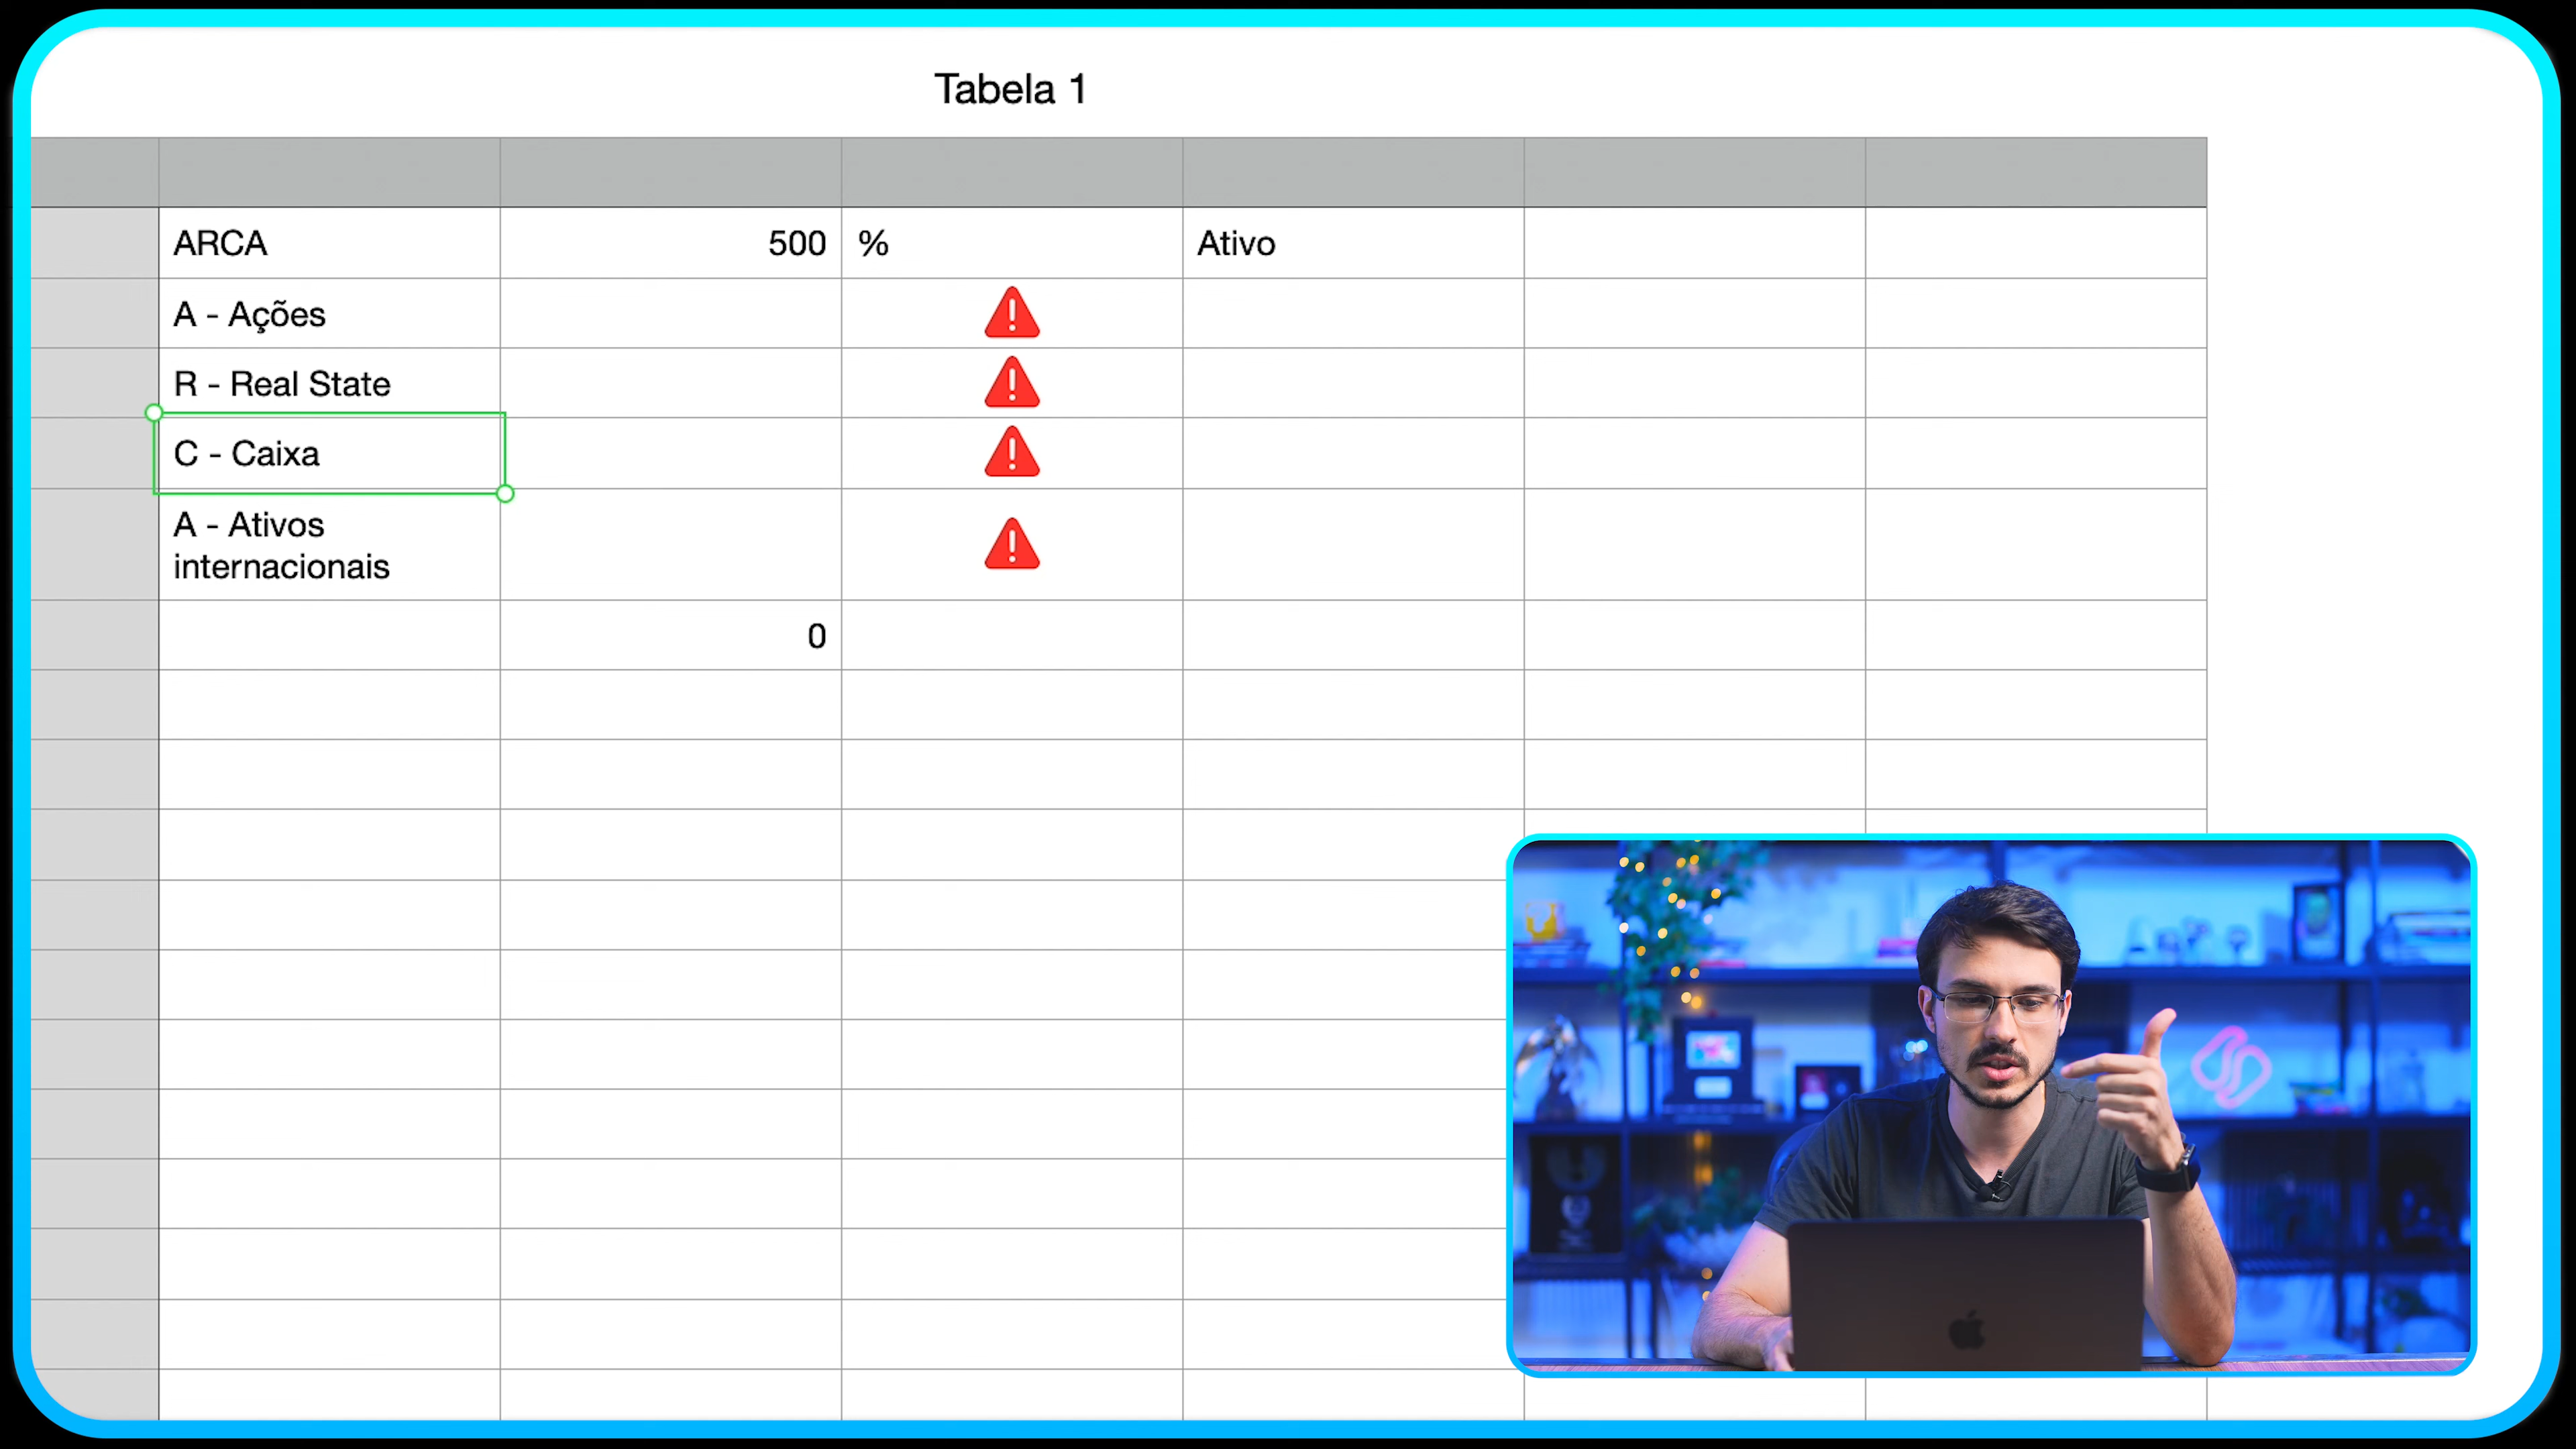 Tabela 1
ARCA 500 % Ativo
A - Ações
R - Real State
C - Caixa
A - Ativos
internacionais
0